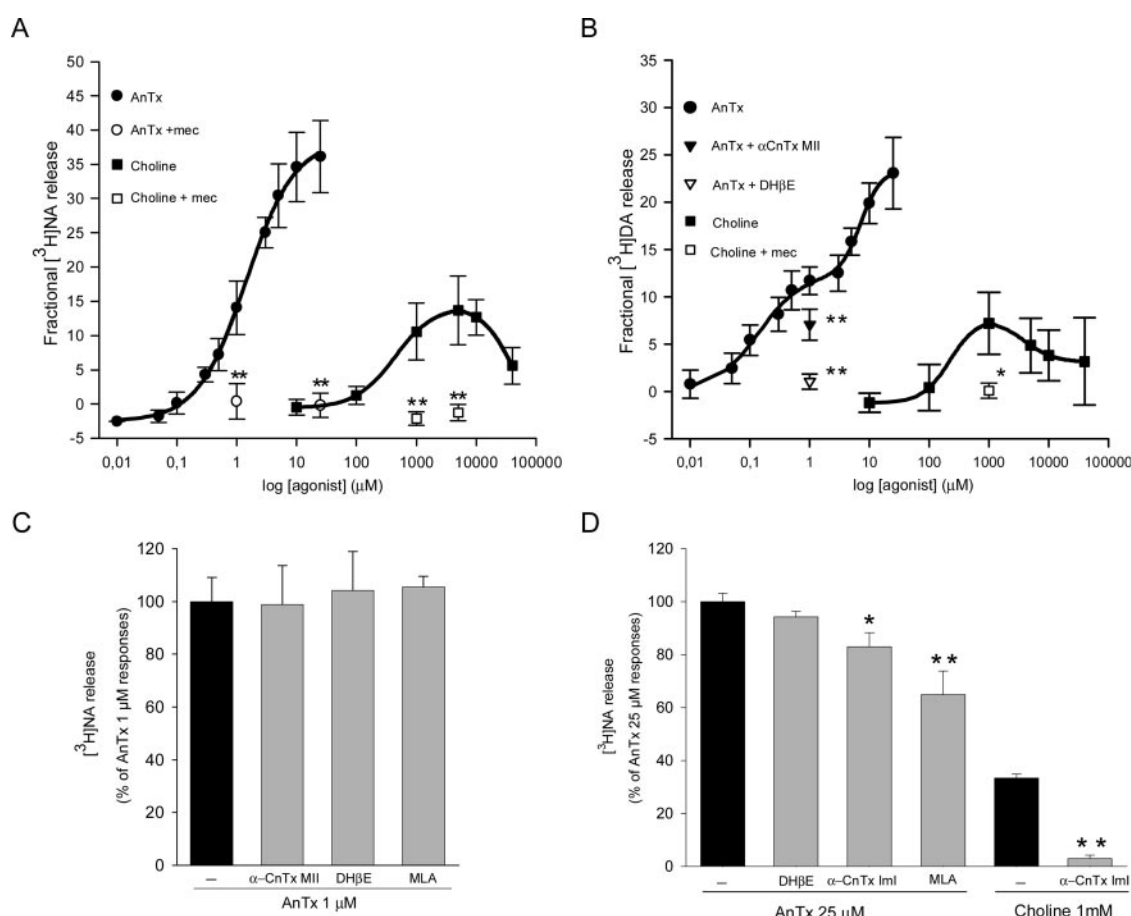 A
Fractional [³H]NA release
50
45
40
35
30
25
20
15
10
5
0
-5
AnTx
AnTx +mec
Choline
Choline + mec
**
**
**
**
0,01 0,1 1 10 100 1000 10000 100000
log [agonist] (μM)
B
Fractional [³H]DA release
35
30
25
20
15
10
5
0
-5
AnTx
AnTx + αCnTx MII
AnTx + DHβE
Choline
Choline + mec
**
**
*
0,01 0,1 1 10 100 1000 10000 100000
log [agonist] (μM)
C
[³H]NA release
(% of AnTx 1 μM responses)
120
100
80
60
40
20
0
– α–CnTx MII DHβE MLA
AnTx 1 μM
D
[³H]NA release
(% of AnTx 25 μM responses)
120
100
80
60
40
20
0
*
**
**
– DHβE α–CnTx ImI MLA – α–CnTx ImI
AnTx 25 μM Choline 1mM